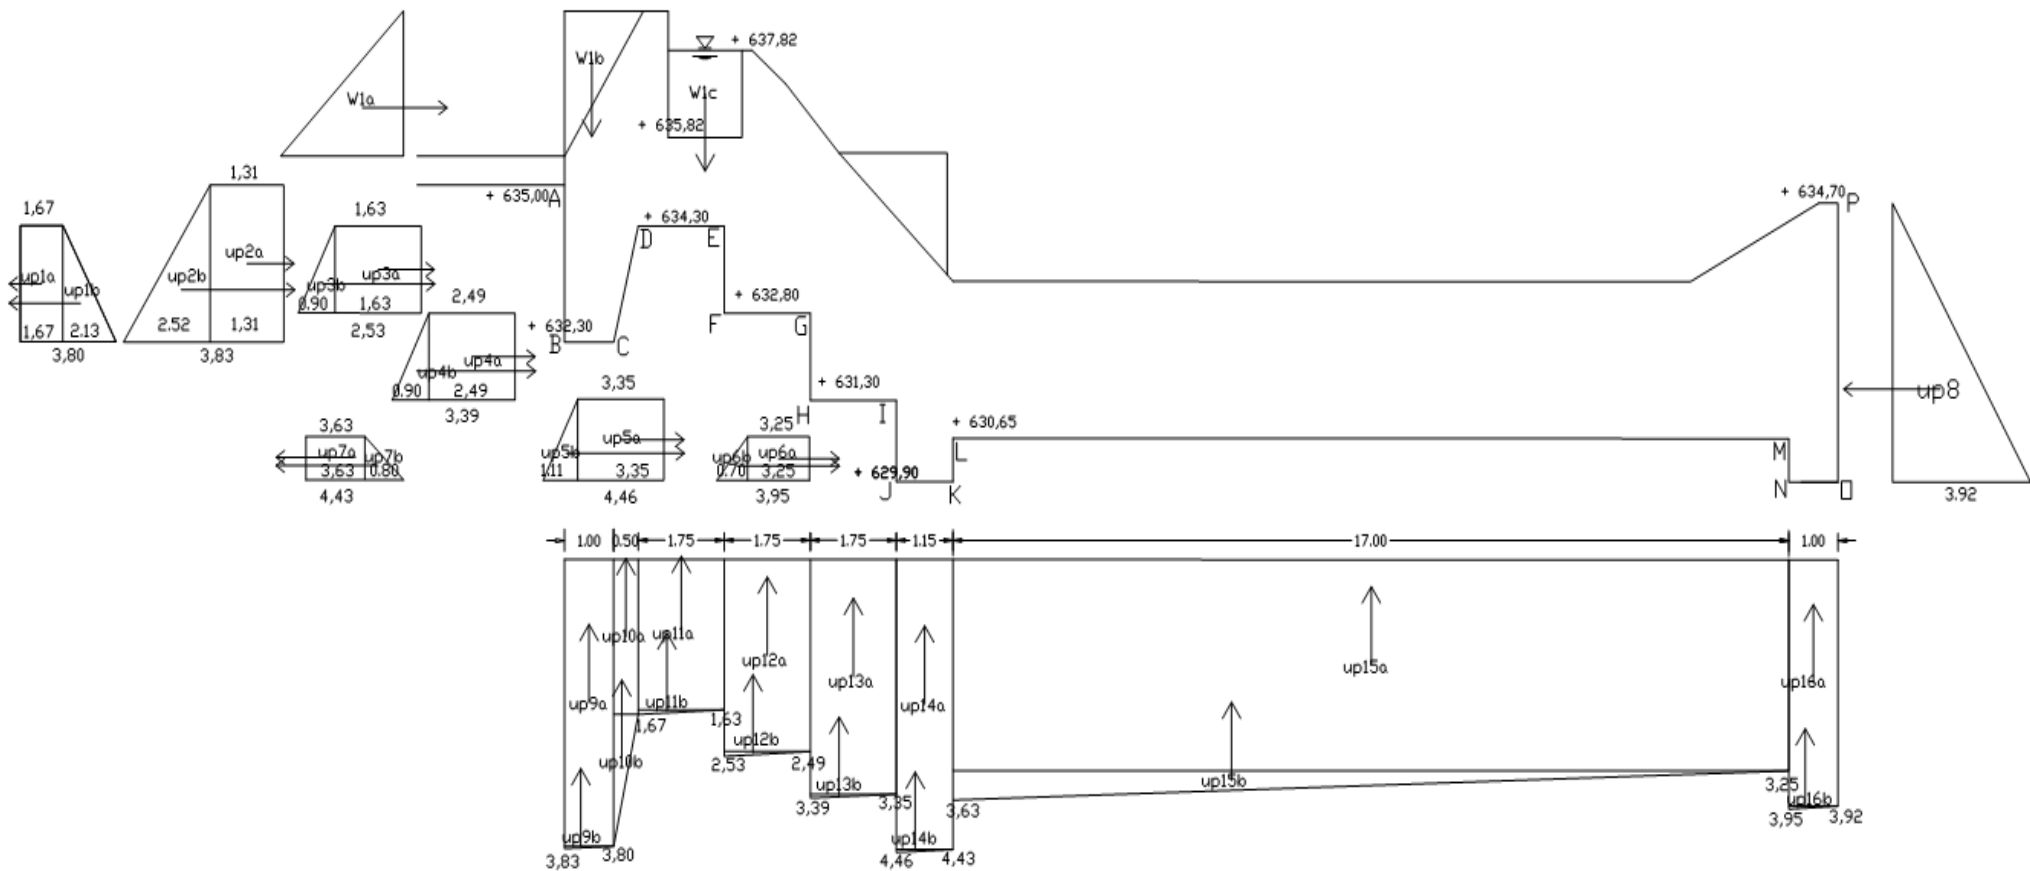 + 637,82
W1b
W1a
W1c
+ 635,82
1,31
+ 635,00 A
+ 634,70 P
1,67
1,63
+ 634,30
D E
up2a
up1a
up2b
up3a
up1b
up3b
0.90
1,63
2,49
+ 632,80
1,67
2.13
2.52
1,31
2,53
+ 632,30
F G
3,80
3,83
B C
up4a
up4b
0.90
2,49
3,35
+ 631,30
up8
3,39
H I
3,63
3,25
+ 630,65
up7a
up7b
up5a
up5b
up6b
up6a
L M
3,63
0.80
1.11
3,35
0.70
3,25
+ 629,90
4,43
4,46
3,95
J K
N O
3.92
1.00
0.50
1.75
1.75
1.75
1.15
17.00
1.00
up10a
up11a
up12a
up15a
up13a
up16a
up9a
up11b
up14a
1,67
1,63
up12b
up10b
2,53
2,49
up13b
up15b
3,25
3,39
3,35
3,63
up16b
3,95
3,92
up9b
up14b
3,83
3,80
4,46
4,43